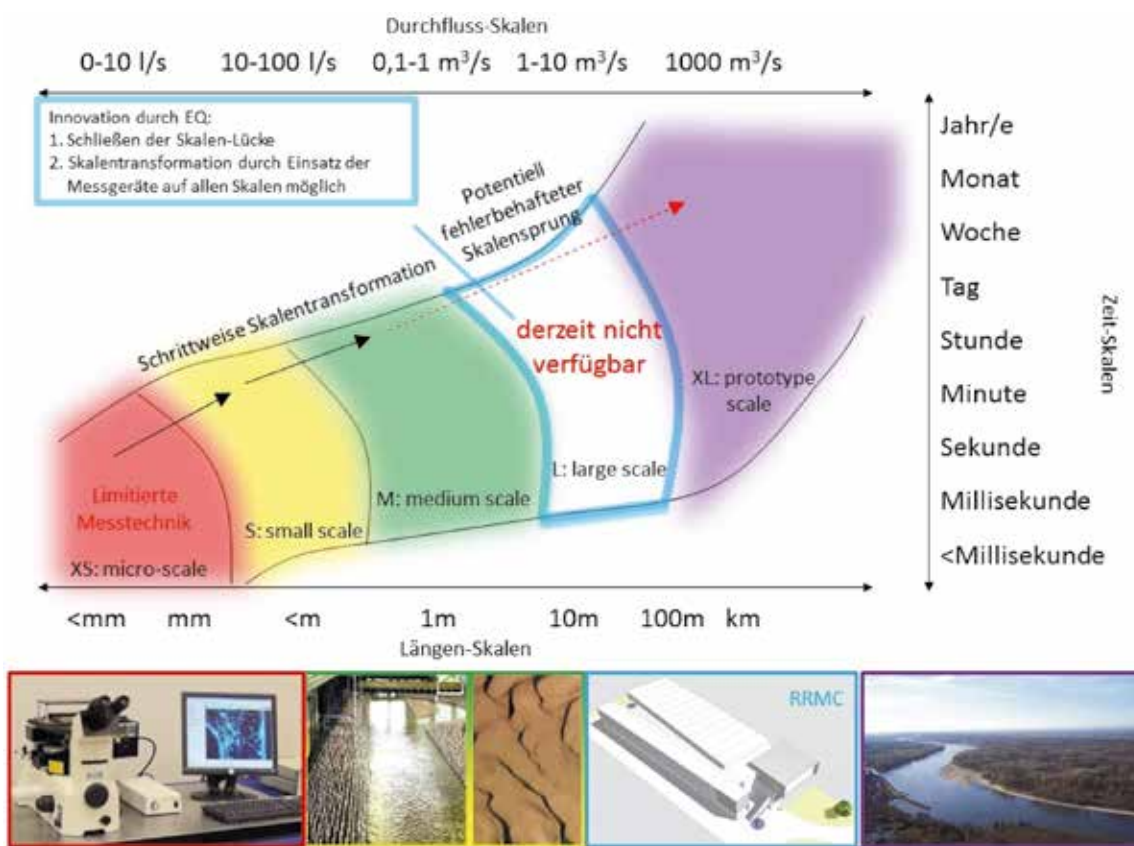 Durchfluss-Skalen
0-10 l/s 10-100 l/s 0,1-1 m³/s 1-10 m³/s 1000 m³/s
Innovation durch EQ:
1. Schließen der Skalen-Lücke
2. Skalentransformation durch Einsatz der
Messgeräte auf allen Skalen möglich
Potentiell
fehlerbehafteter
Skalensprung
Schrittweise Skalentransformation
derzeit nicht
verfügbar
XL: prototype
scale
L: large scale
M: medium scale
Limitierte
Messtechnik
S: small scale
XS: micro-scale
Jahr/e
Monat
Woche
Tag
Stunde
Minute
Sekunde
Millisekunde
<Millisekunde
Zeit-Skalen
<mm mm <m 1m 10m 100m km
Längen-Skalen
RRMC